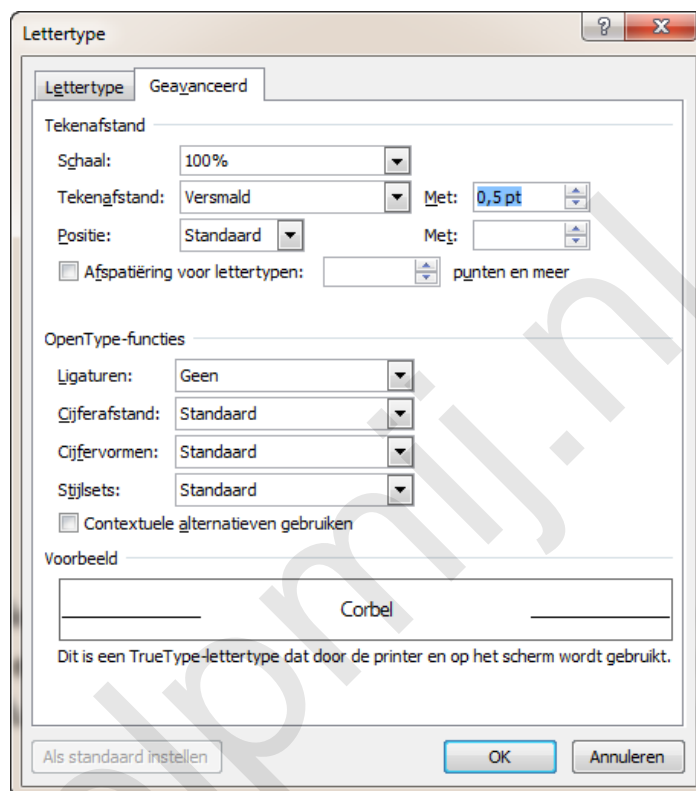 Lettertype
Lettertype Geavanceerd
Tekenafstand
Schaal: 100%
Tekenafstand: Versmald Met: 0,5 pt
Positie: Standaard Met:
Afspatiëring voor lettertypen: punten en meer
OpenType-functies
Ligaturen: Geen
Cijferafstand: Standaard
Cijfervormen: Standaard
Stijlsets: Standaard
Contextuele alternatieven gebruiken
Voorbeeld
Corbel
Dit is een TrueType-lettertype dat door de printer en op het scherm wordt gebruikt.
Als standaard instellen OK Annuleren
elpmij.nl